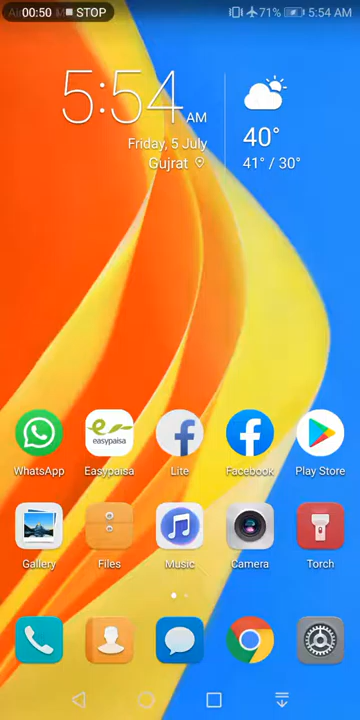 00:50 STOP
71% 5:54 AM
5:54 AM
Friday, 5 July
Gujrat
40°
41° / 30°
easypaisa
WhatsApp Easypaisa Lite Facebook Play Store
Gallery Files Music Camera Torch